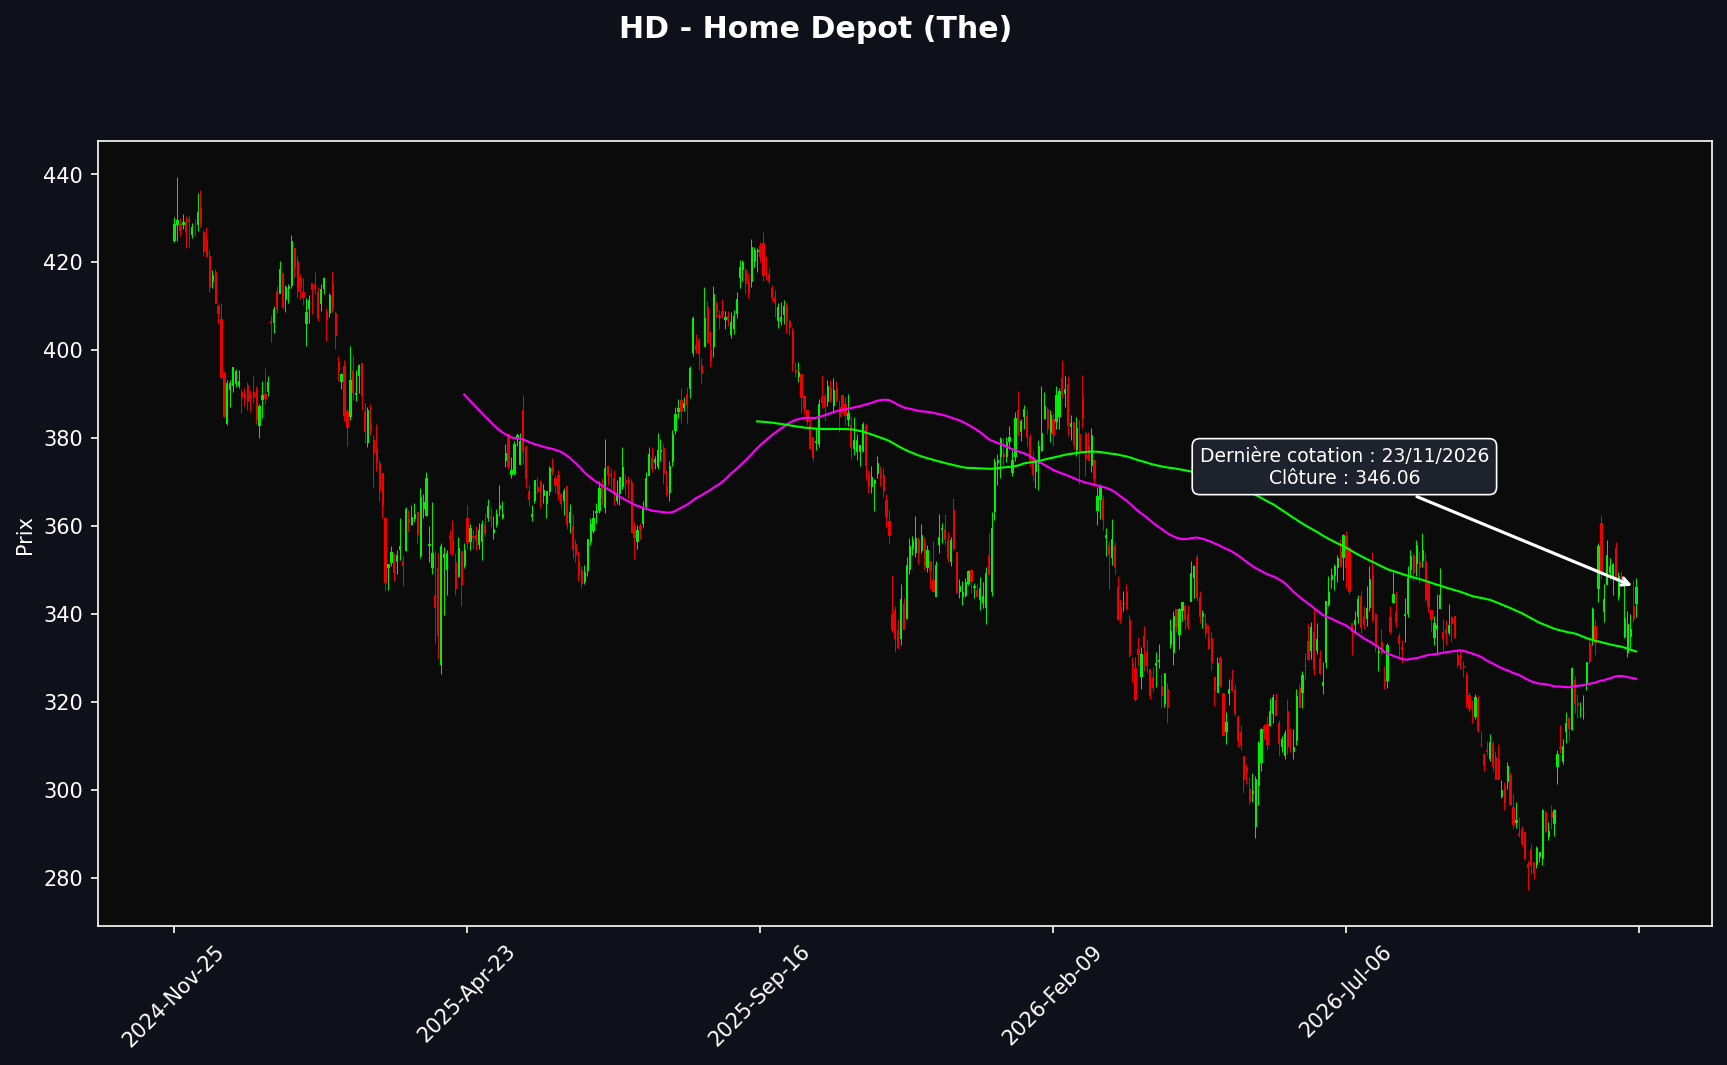 HD - Home Depot (The)
440
420
400
380
360
340
320
300
280
Prix
Dernière cotation : 23/11/2026
Clôture : 346.06
2024-Nov-25
2025-Apr-23
2025-Sep-16
2026-Feb-09
2026-Jul-06